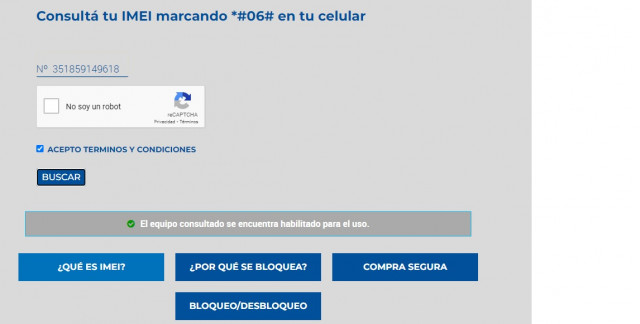 Consultá tu IMEI marcando *#06# en tu celular
Nº 351859149618
No soy un robot
reCAPTCHA
Privacidad - Términos
ACEPTO TERMINOS Y CONDICIONES
BUSCAR
El equipo consultado se encuentra habilitado para el uso.
¿QUÉ ES IMEI?
¿POR QUÉ SE BLOQUEA?
COMPRA SEGURA
BLOQUEO/DESBLOQUEO